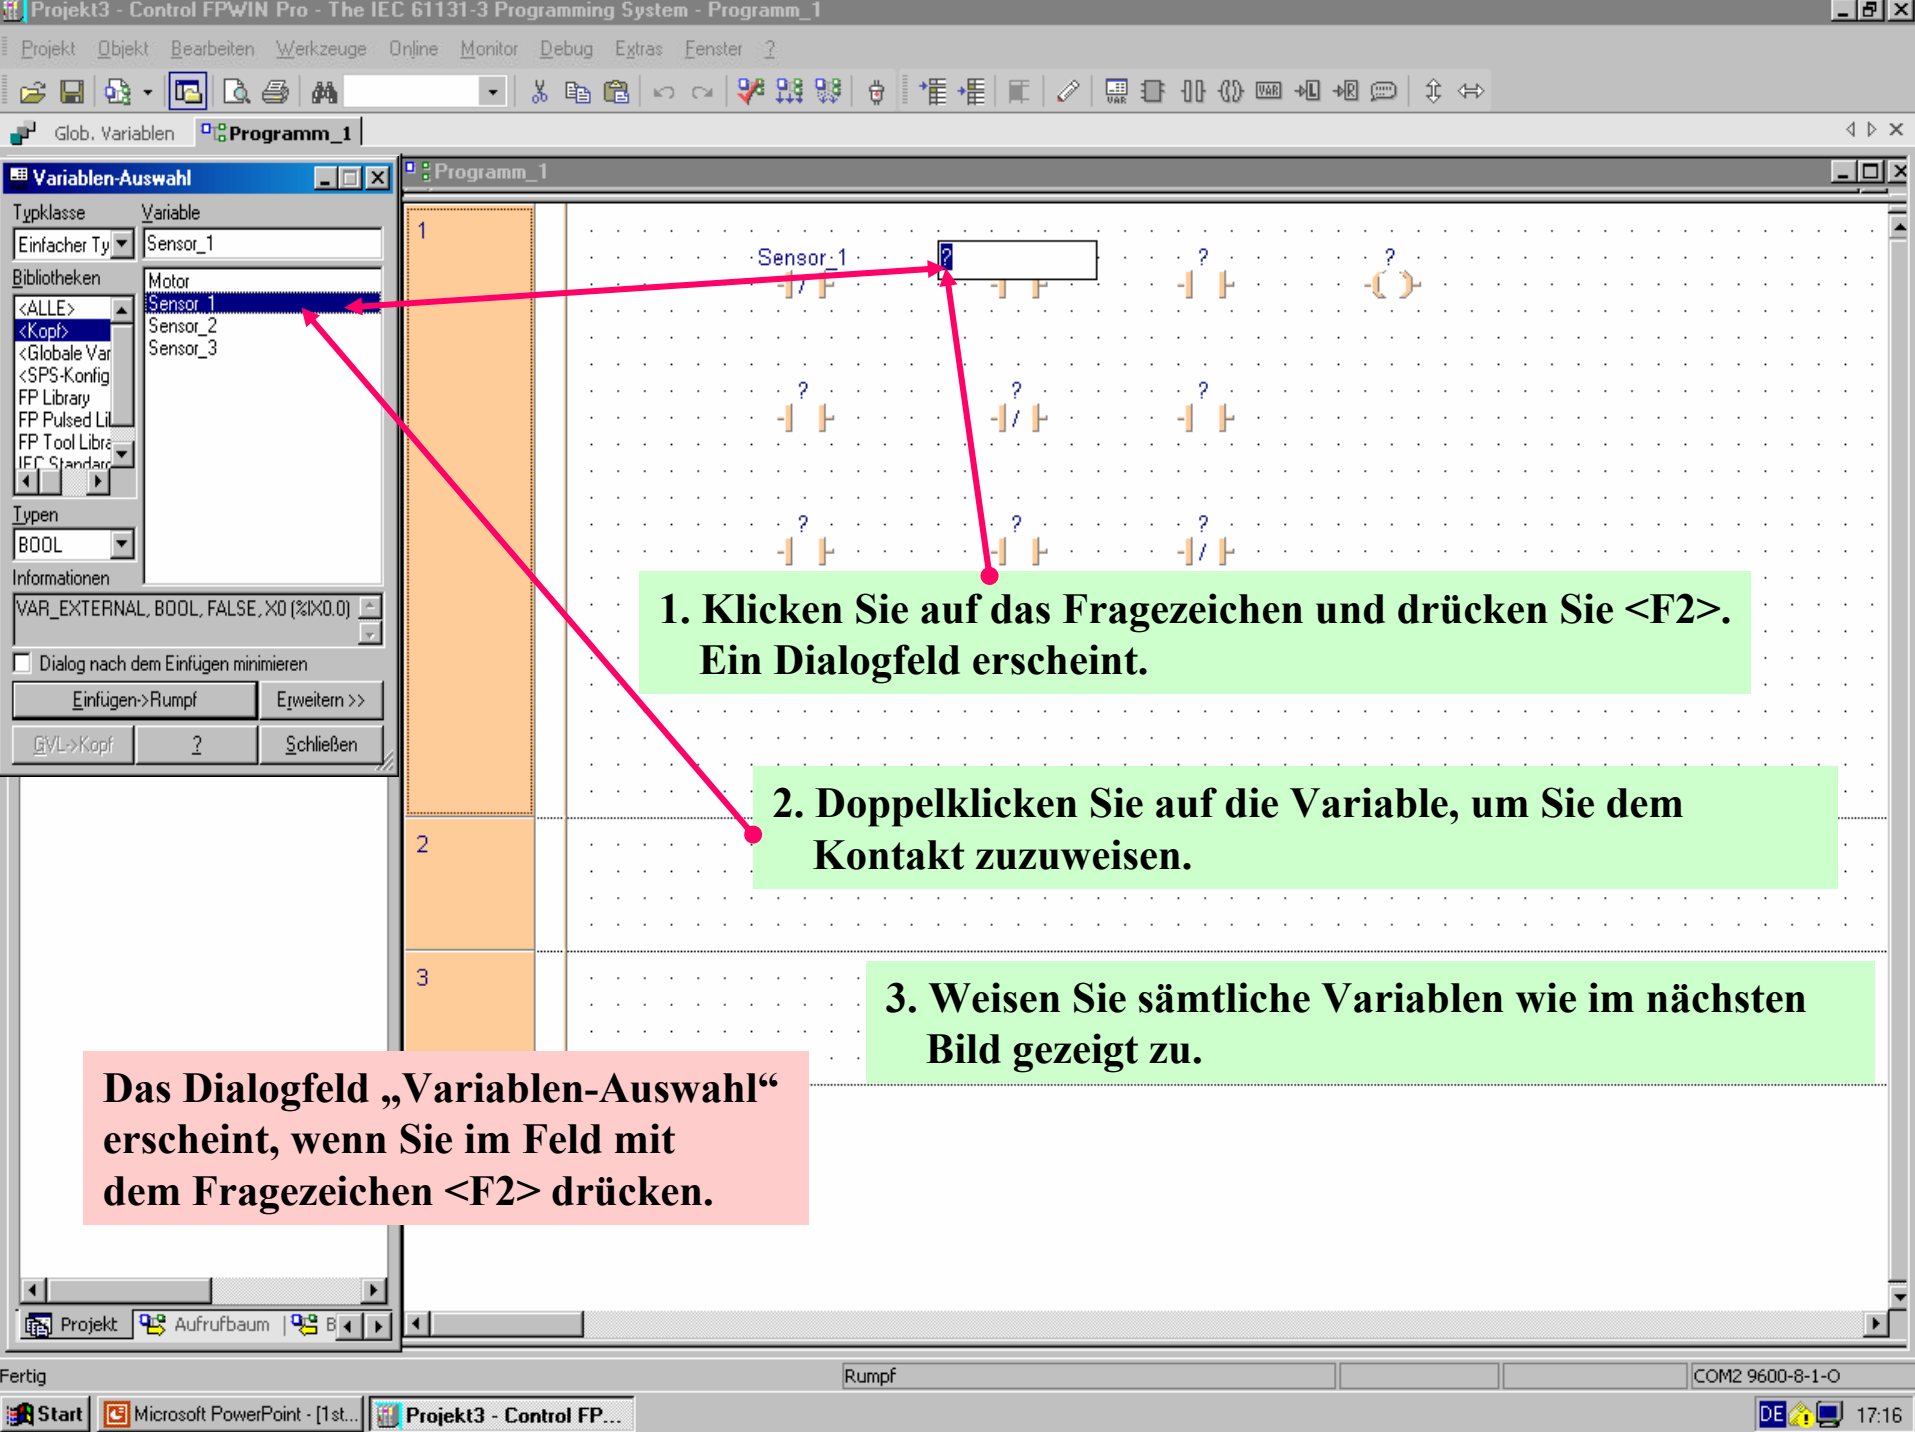 Projekt3 - Control FPWIN Pro - The IEC 61131-3 Programming System - Programm_1
Projekt Objekt Bearbeiten Werkzeuge Online Monitor Debug Extras Fenster ?
Glob. Variablen Programm_1
Variablen-Auswahl
Programm_1
Typklasse Variable
Einfacher Ty Sensor_1
Bibliotheken
<ALLE>
<Kopf>
<Globale Var
<SPS-Konfig
FP Library
FP Pulsed Lil
FP Tool Libra
IEC Standard
Motor
Sensor_1
Sensor_2
Sensor_3
Typen
BOOL
Informationen
VAR_EXTERNAL, BOOL, FALSE, X0 (%IX0.0)
Dialog nach dem Einfügen minimieren
Einfügen->Rumpf Erweitern >>
GVL->Kopf ? Schließen
1
Sensor_1 ? ? ?
? ? ?
? ? ?
1. Klicken Sie auf das Fragezeichen und drücken Sie <F2>.
Ein Dialogfeld erscheint.
2. Doppelklicken Sie auf die Variable, um Sie dem
Kontakt zuzuweisen.
2
3
3. Weisen Sie sämtliche Variablen wie im nächsten
Bild gezeigt zu.
Das Dialogfeld „Variablen-Auswahl“
erscheint, wenn Sie im Feld mit
dem Fragezeichen <F2> drücken.
Projekt Aufrufbaum B
Fertig Rumpf COM2 9600-8-1-O
Start Microsoft PowerPoint - [1st... Projekt3 - Control FP... DE 17:16